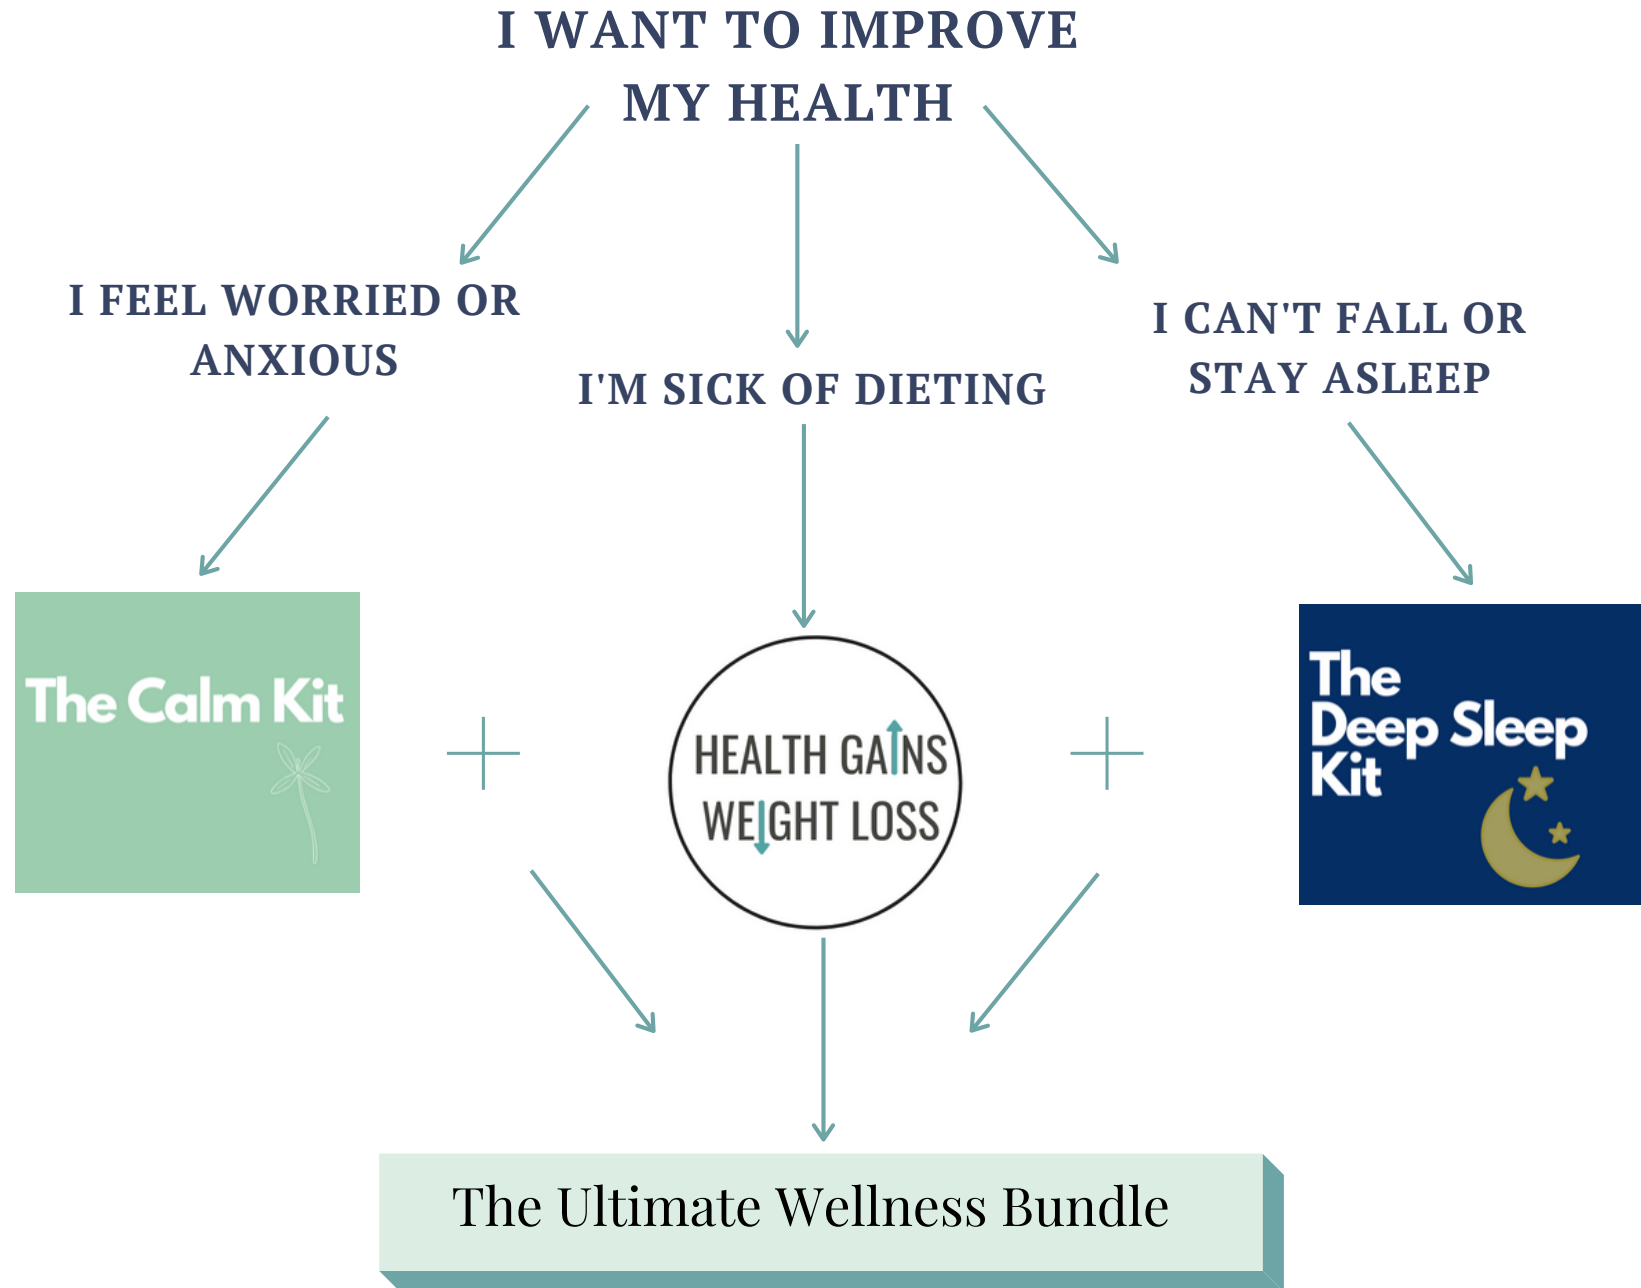 I WANT TO IMPROVE
MY HEALTH
I FEEL WORRIED OR
ANXIOUS
I'M SICK OF DIETING
I CAN'T FALL OR
STAY ASLEEP
The Calm Kit
HEALTH GAINS
WEIGHT LOSS
The
Deep Sleep
Kit
The Ultimate Wellness Bundle